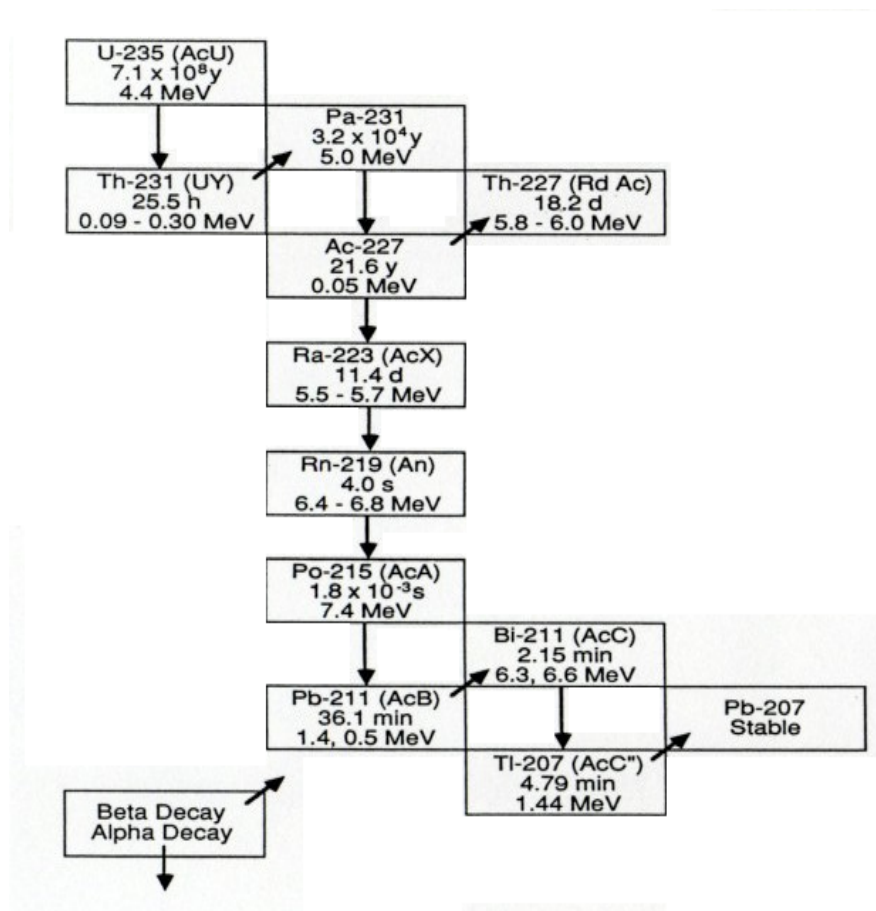 U-235 (AcU)
7.1 x 10⁸y
4.4 MeV
Pa-231
3.2 x 10⁴y
5.0 MeV
Th-231 (UY)
25.5 h
0.09 - 0.30 MeV
Th-227 (Rd Ac)
18.2 d
5.8 - 6.0 MeV
Ac-227
21.6 y
0.05 MeV
Ra-223 (AcX)
11.4 d
5.5 - 5.7 MeV
Rn-219 (An)
4.0 s
6.4 - 6.8 MeV
Po-215 (AcA)
1.8 x 10⁻³s
7.4 MeV
Bi-211 (AcC)
2.15 min
6.3, 6.6 MeV
Pb-211 (AcB)
36.1 min
1.4, 0.5 MeV
Pb-207
Stable
Tl-207 (AcC")
4.79 min
1.44 MeV
Beta Decay
Alpha Decay